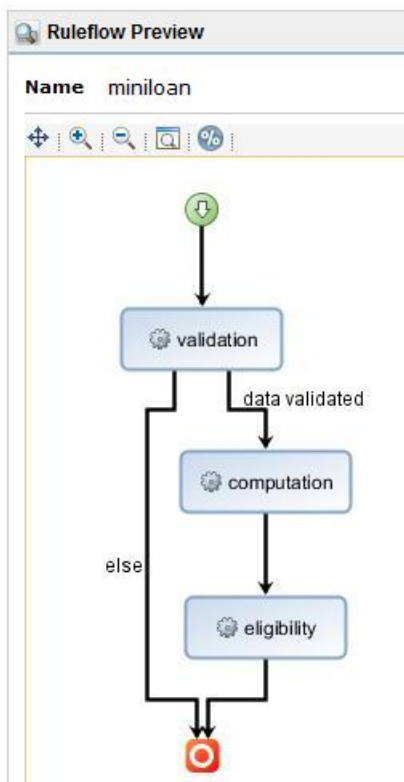 Ruleflow Preview
Name miniloan
%
validation
data validated
computation
else
eligibility